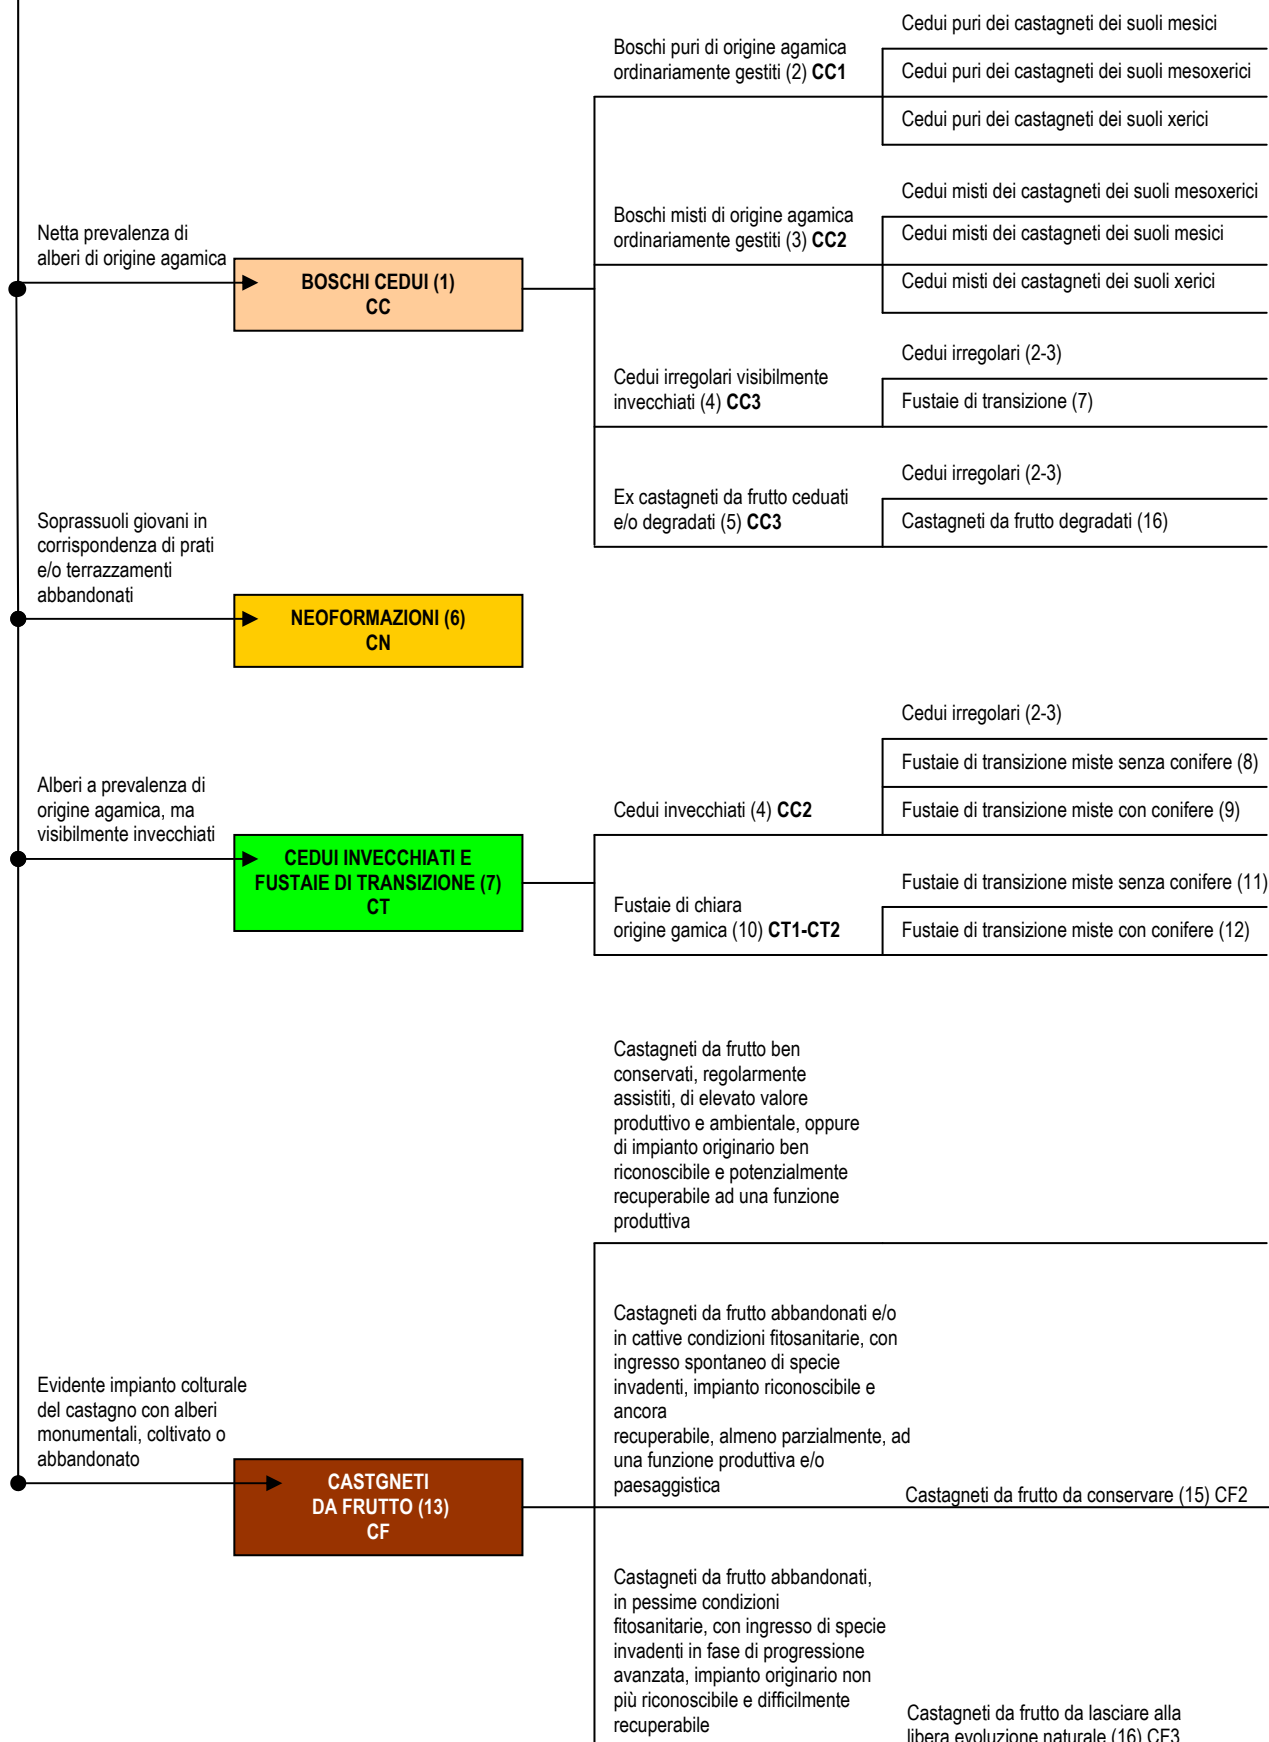 Netta prevalenza di
alberi di origine agamica
BOSCHI CEDUI (1)
CC
Boschi puri di origine agamica
ordinariamente gestiti (2) CC1
Cedui puri dei castagneti dei suoli mesici
Cedui puri dei castagneti dei suoli mesoxerici
Cedui puri dei castagneti dei suoli xerici
Boschi misti di origine agamica
ordinariamente gestiti (3) CC2
Cedui misti dei castagneti dei suoli mesoxerici
Cedui misti dei castagneti dei suoli mesici
Cedui misti dei castagneti dei suoli xerici
Cedui irregolari visibilmente
invecchiati (4) CC3
Cedui irregolari (2-3)
Fustaie di transizione (7)
Ex castagneti da frutto ceduati
e/o degradati (5) CC3
Cedui irregolari (2-3)
Castagneti da frutto degradati (16)
Soprassuoli giovani in
corrispondenza di prati
e/o terrazzamenti
abbandonati
NEOFORMAZIONI (6)
CN
Alberi a prevalenza di
origine agamica, ma
visibilmente invecchiati
CEDUI INVECCHIATI E
FUSTAIE DI TRANSIZIONE (7)
CT
Cedui invecchiati (4) CC2
Cedui irregolari (2-3)
Fustaie di transizione miste senza conifere (8)
Fustaie di transizione miste con conifere (9)
Fustaie di chiara
origine gamica (10) CT1-CT2
Fustaie di transizione miste senza conifere (11)
Fustaie di transizione miste con conifere (12)
Evidente impianto colturale
del castagno con alberi
monumentali, coltivato o
abbandonato
CASTGNETI
DA FRUTTO (13)
CF
Castagneti da frutto ben
conservati, regolarmente
assistiti, di elevato valore
produttivo e ambientale, oppure
di impianto originario ben
riconoscibile e potenzialmente
recuperabile ad una funzione
produttiva
Castagneti da frutto abbandonati e/o
in cattive condizioni fitosanitarie, con
ingresso spontaneo di specie
invadenti, impianto riconoscibile e
ancora
recuperabile, almeno parzialmente, ad
una funzione produttiva e/o
paesaggistica
Castagneti da frutto da conservare (15) CF2
Castagneti da frutto abbandonati,
in pessime condizioni
fitosanitarie, con ingresso di specie
invadenti in fase di progressione
avanzata, impianto originario non
più riconoscibile e difficilmente
recuperabile
Castagneti da frutto da lasciare alla
libera evoluzione naturale (16) CF3